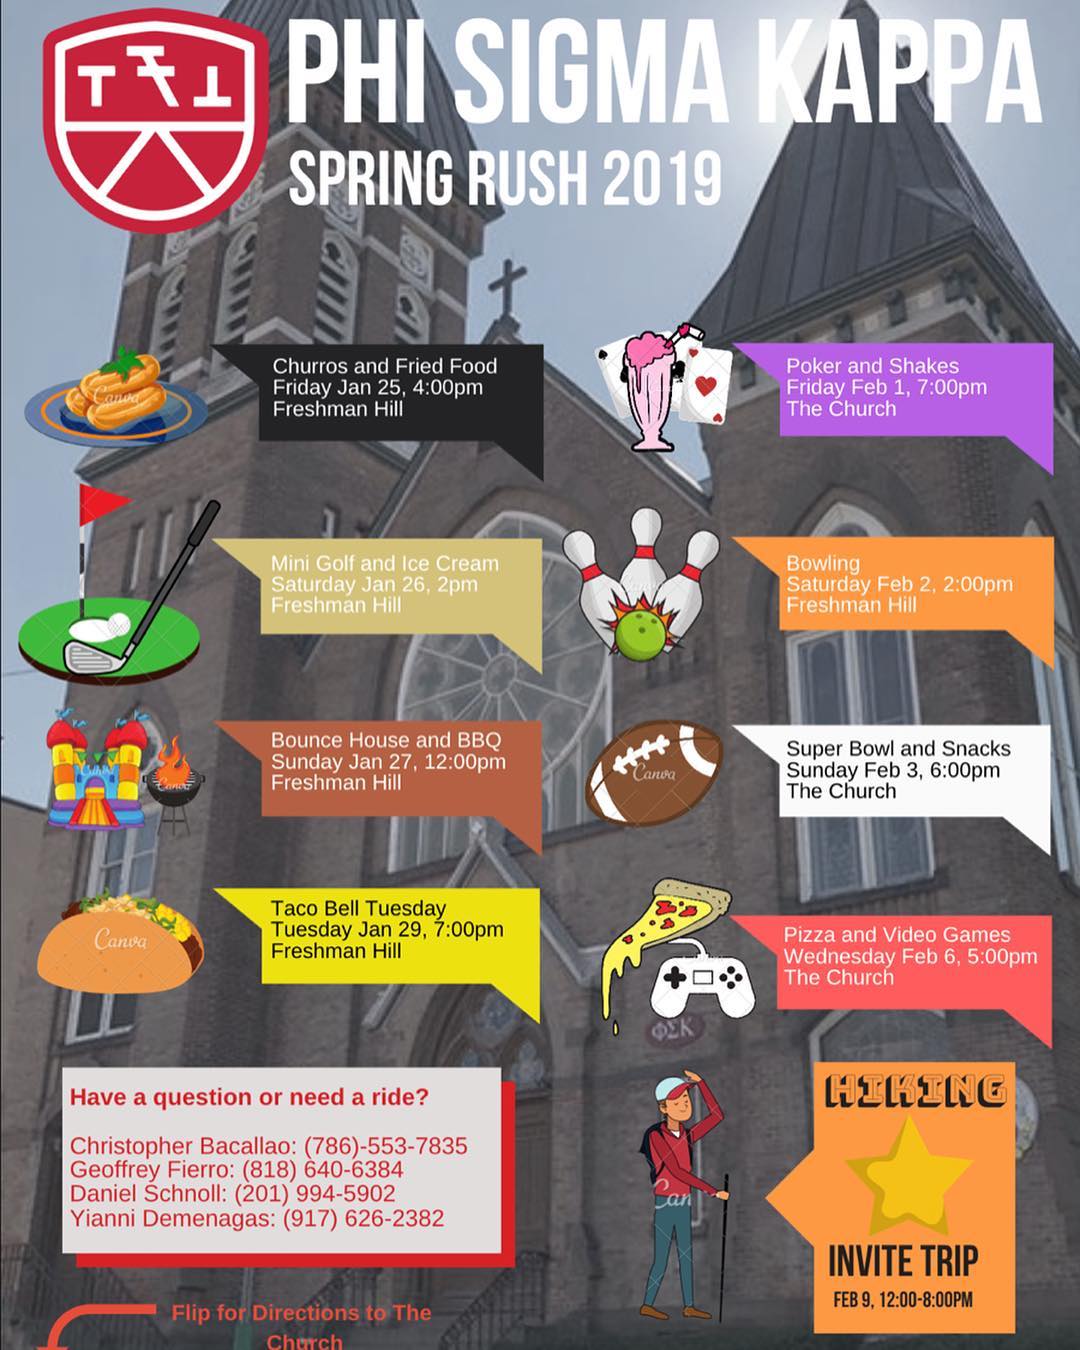 PHI SIGMA KAPPA
SPRING RUSH 2019
Churros and Fried Food
Friday Jan 25, 4:00pm
Freshman Hill
Poker and Shakes
Friday Feb 1, 7:00pm
The Church
Mini Golf and Ice Cream
Saturday Jan 26, 2pm
Freshman Hill
Bowling
Saturday Feb 2, 2:00pm
Freshman Hill
Bounce House and BBQ
Sunday Jan 27, 12:00pm
Freshman Hill
Super Bowl and Snacks
Sunday Feb 3, 6:00pm
The Church
Taco Bell Tuesday
Tuesday Jan 29, 7:00pm
Freshman Hill
Pizza and Video Games
Wednesday Feb 6, 5:00pm
The Church
Canva
Canva
Canva
ΦΣΚ
Have a question or need a ride?
Christopher Bacallao: (786)-553-7835
Geoffrey Fierro: (818) 640-6384
Daniel Schnoll: (201) 994-5902
Yianni Demenagas: (917) 626-2382
HIKING
INVITE TRIP
FEB 9, 12:00-8:00PM
Flip for Directions to The
Church